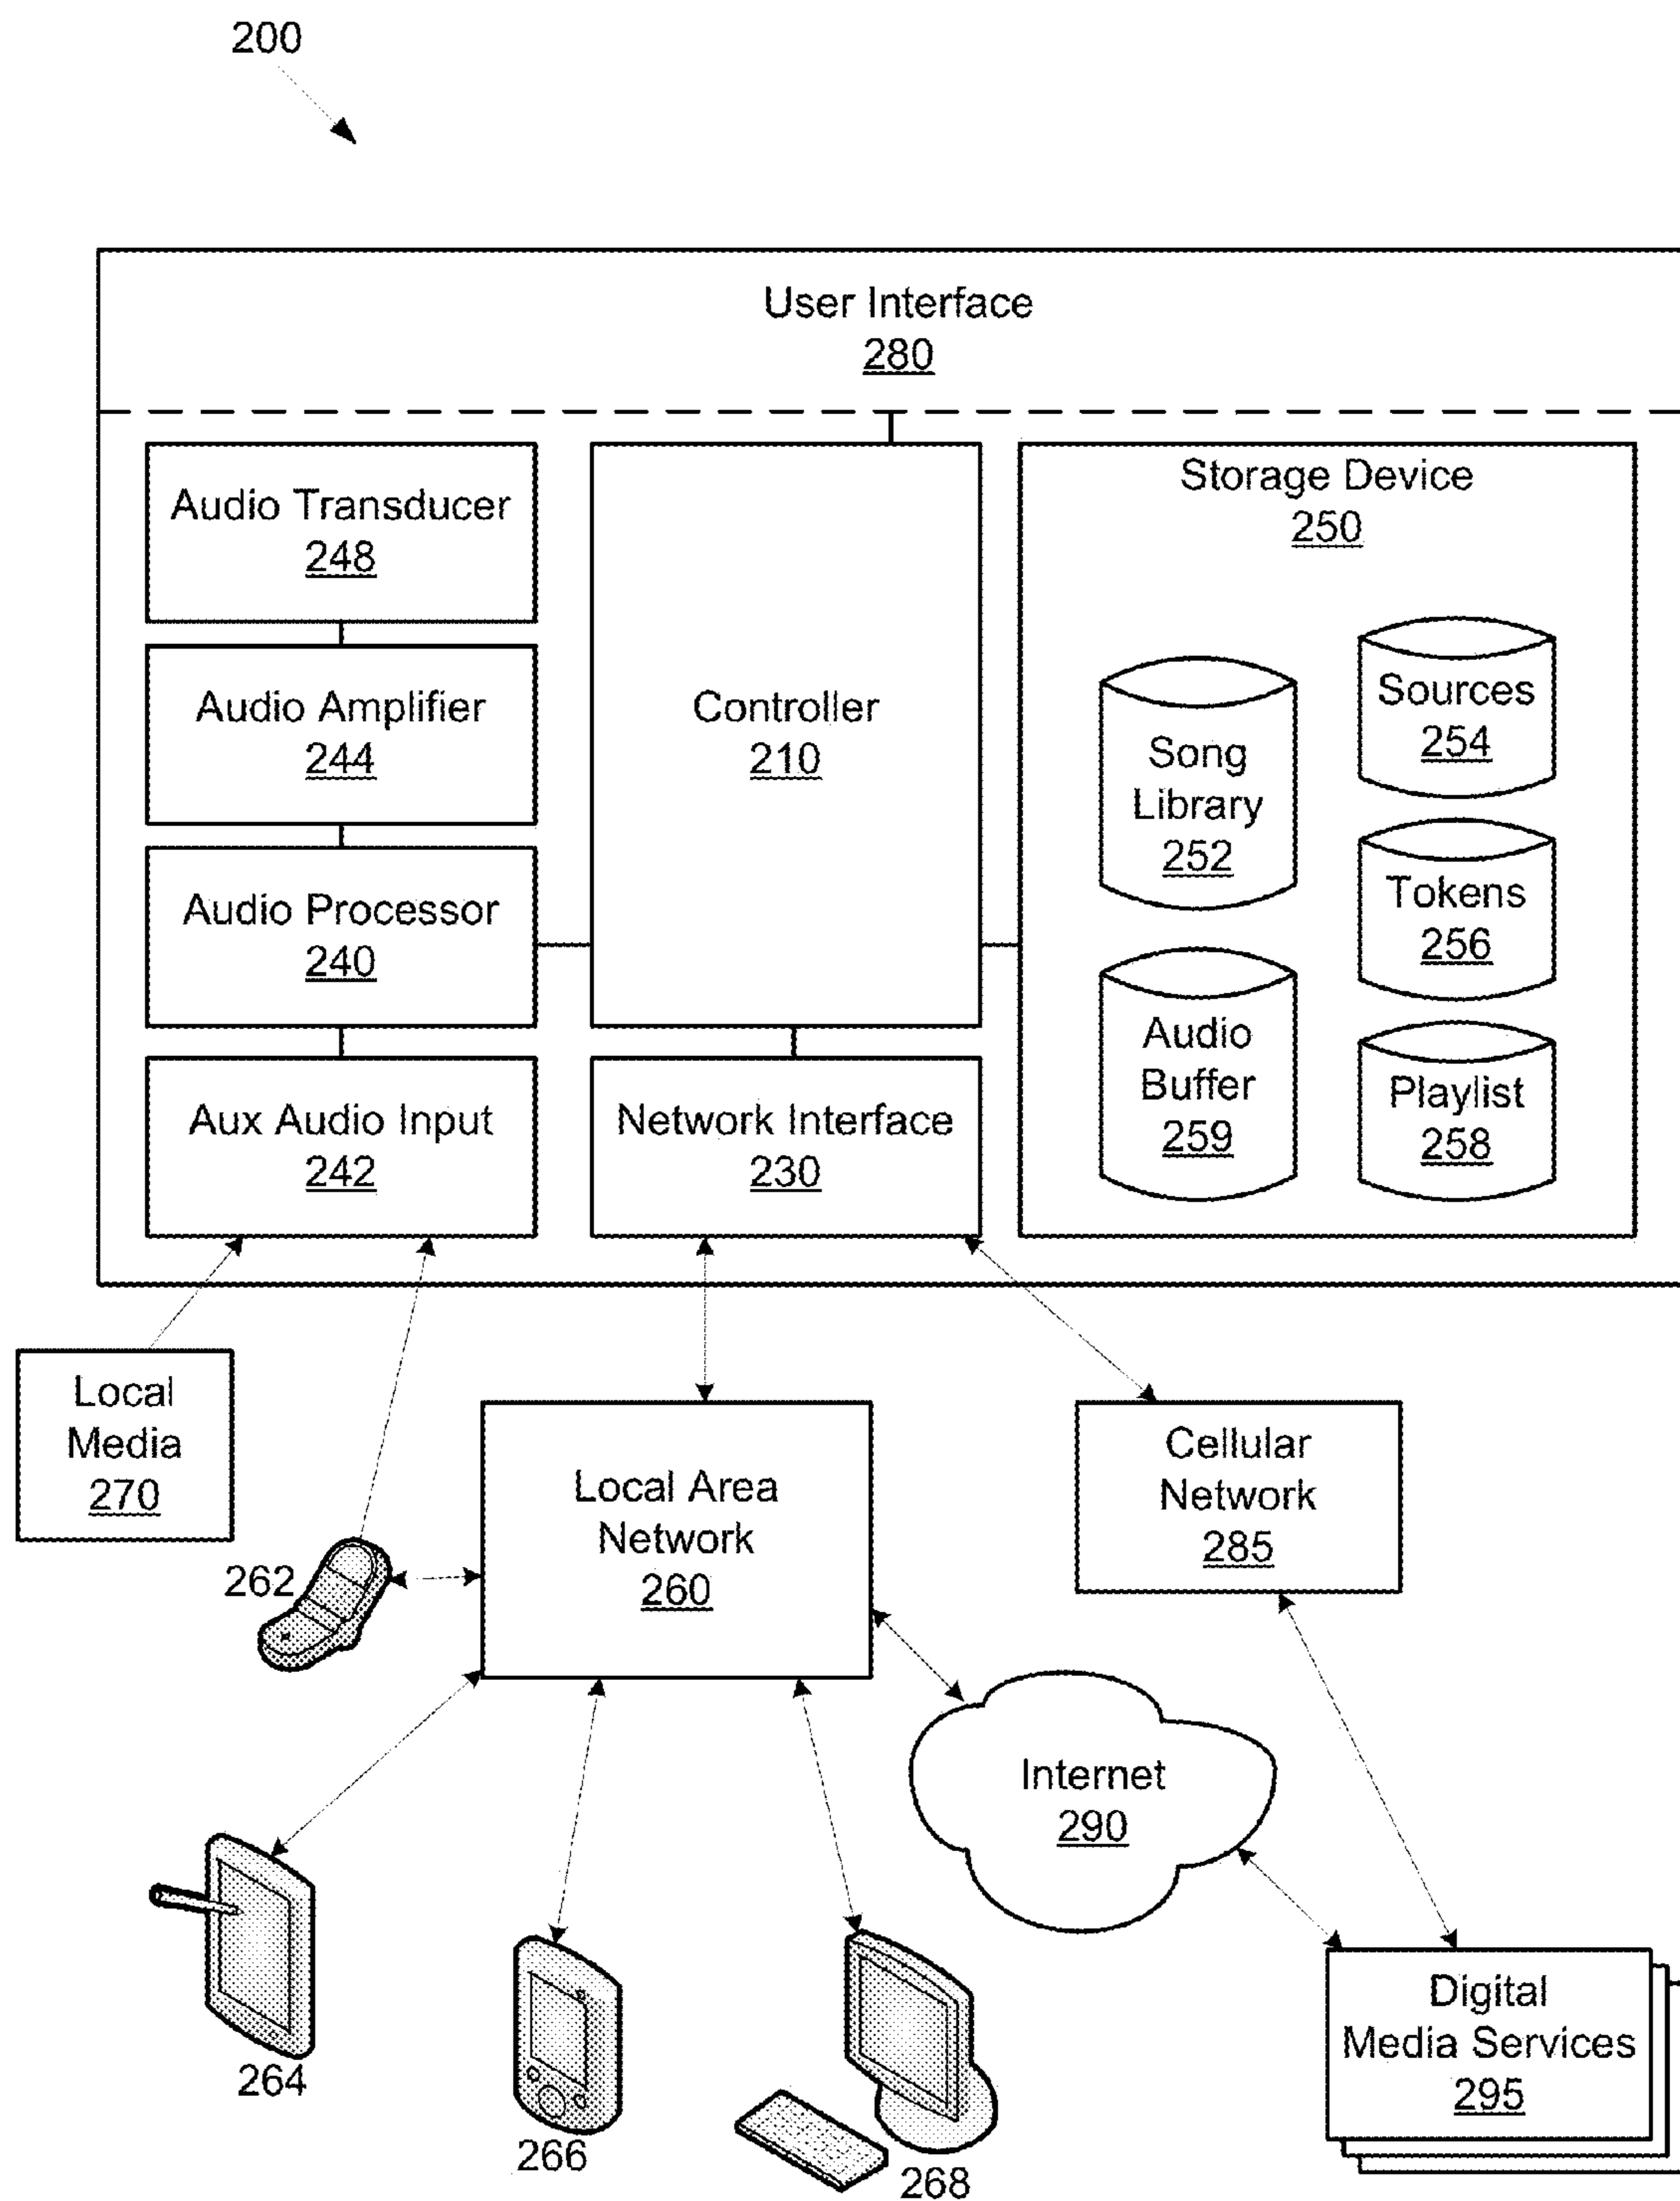 200
User Interface
280
Audio Transducer
248
Audio Amplifier
244
Audio Processor
240
Aux Audio Input
242
Controller
210
Network Interface
230
Storage Device
250
Song
Library
252
Sources
254
Tokens
256
Audio
Buffer
259
Playlist
258
Local
Media
270
262
Local Area
Network
260
Cellular
Network
285
Internet
290
264
266
268
Digital
Media Services
295